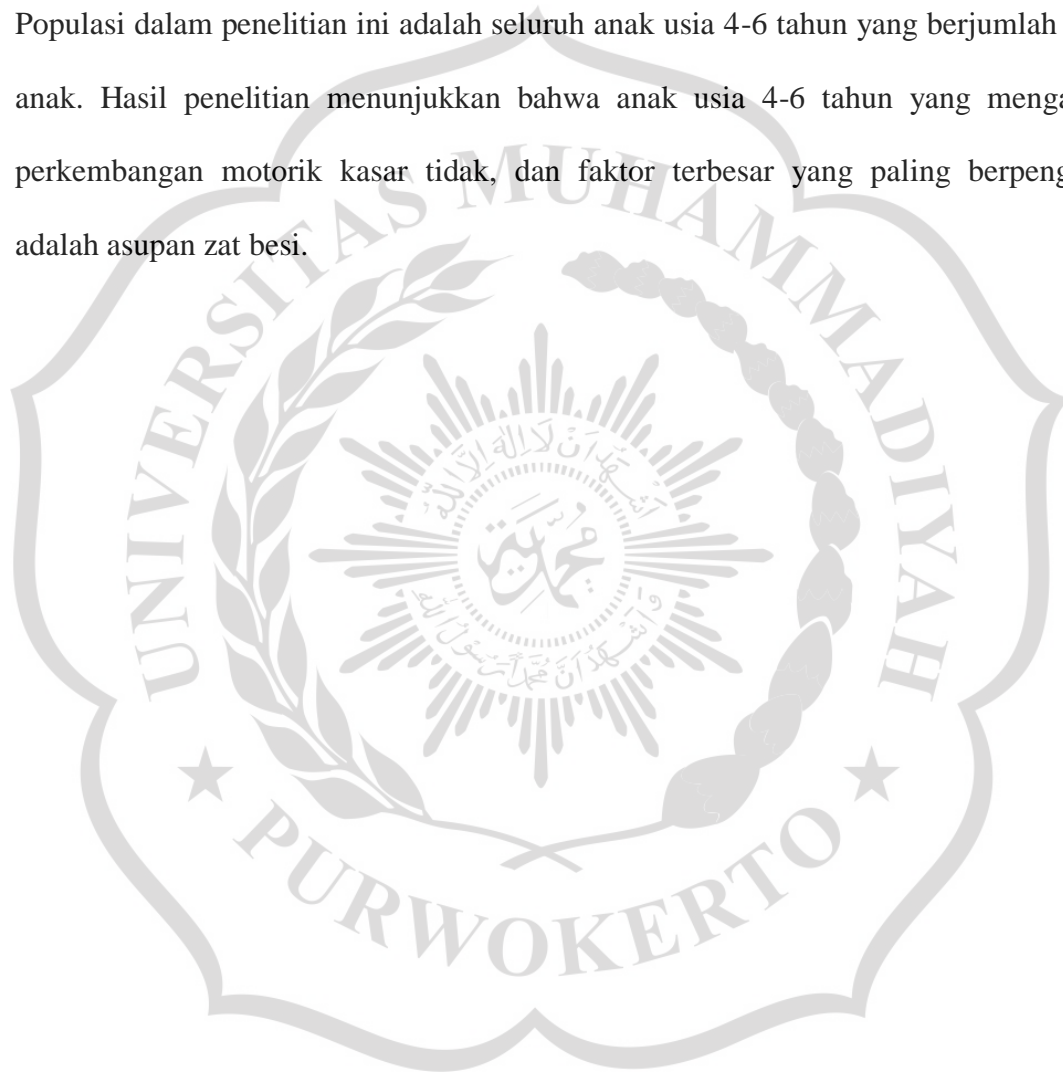 Populasi dalam penelitian ini adalah seluruh anak usia 4-6 tahun yang berjumlah
anak. Hasil penelitian menunjukkan bahwa anak usia 4-6 tahun yang menga
perkembangan motorik kasar tidak, dan faktor terbesar yang paling berpeng
adalah asupan zat besi.
UNIVERSITAS MUHAMMADIYAH
PURWOKERTO